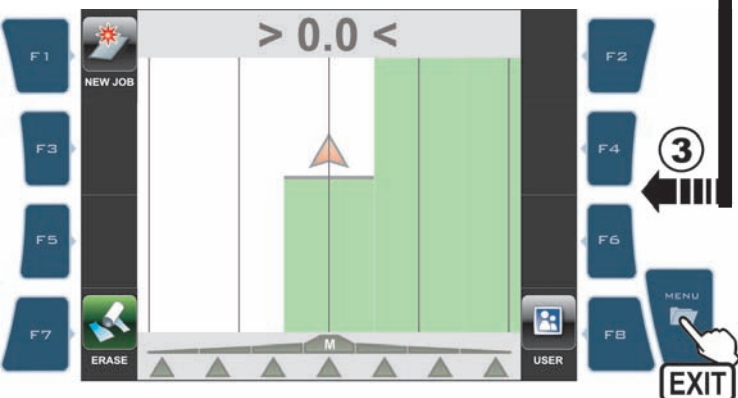 > 0.0 <
F1
F2
NEW JOB
F3
F4
3
F5
F6
MENU
F7
F8
M
ERASE
USER
EXIT